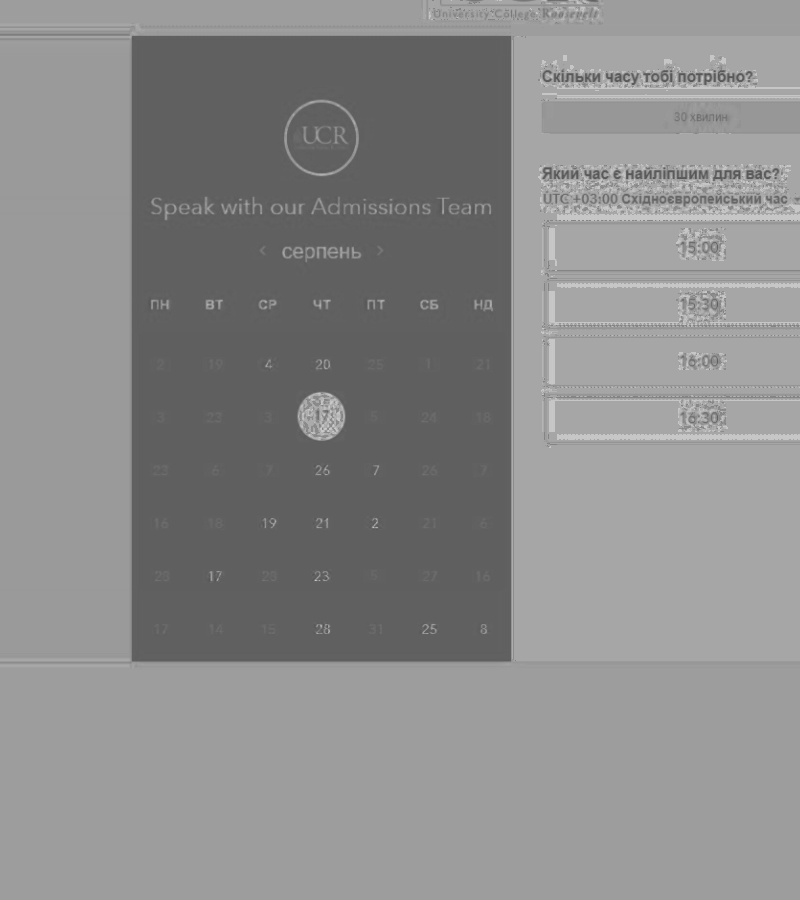 University College Roosevelt
UCR
Speak with our Admissions Team
серпень
ПН ВТ СР ЧТ ПТ СБ НД
2 19 4 20 25 1 21
3 22 3 5 24 18
23 6 7 26 7 26 7
16 18 19 21 2 21 6
20 17 28 23 5 27 16
17 14 15 28 31 25 8
Скільки часу тобі потрібно?
30 хвилин
Який час є найліпшим для вас?
UTC +03:00 Східноєвропейський час
15:00
15:30
16:00
16:30